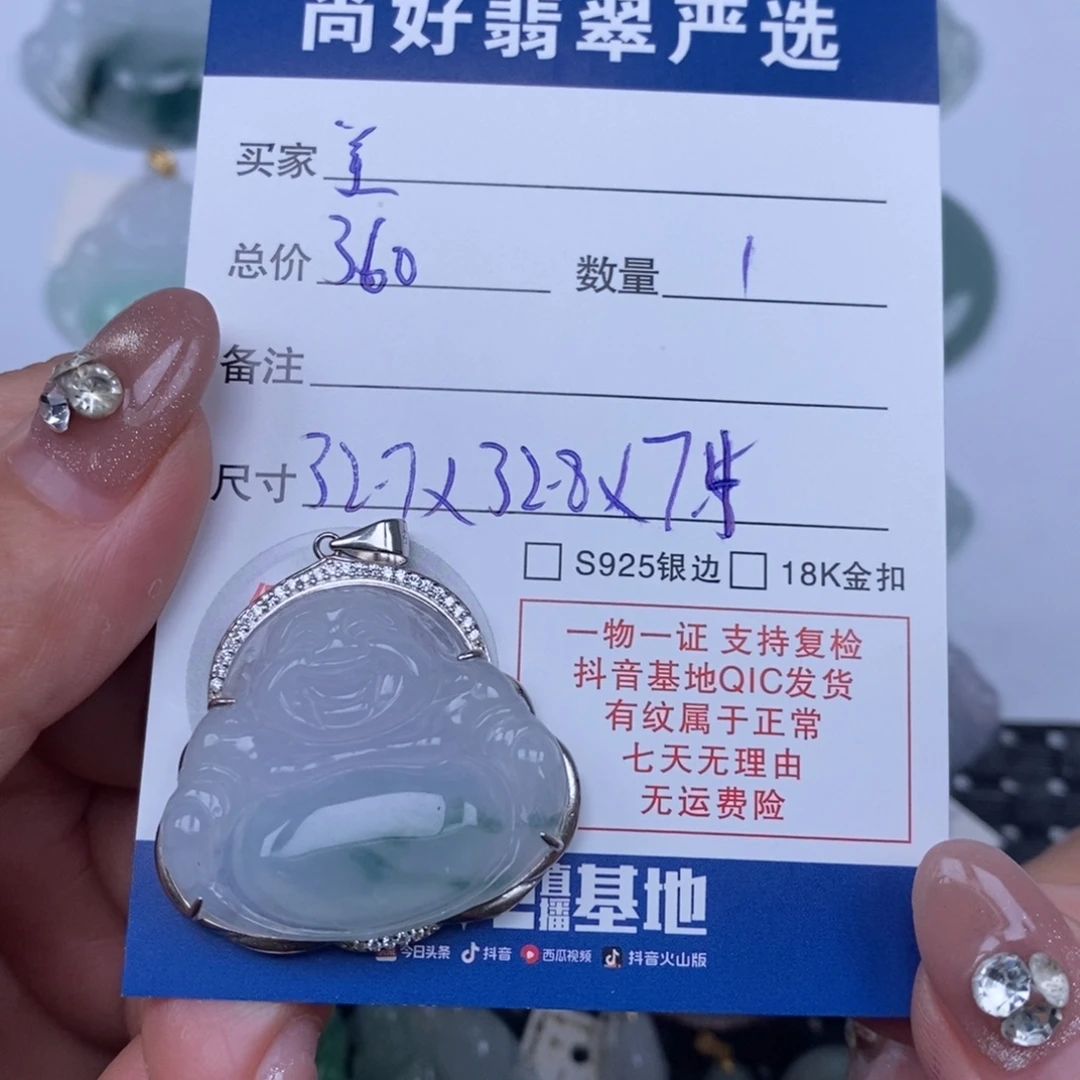 尚好翡翠严选
买家 美
总价 360 数量 1
备注
尺寸 32.7x32.8x7
S925银边 18K金扣
一物一证 支持复检
抖音基地QIC发货
有纹属于正常
七天无理由
无运费险
直播基地
今日头条 抖音 西瓜视频 抖音火山版